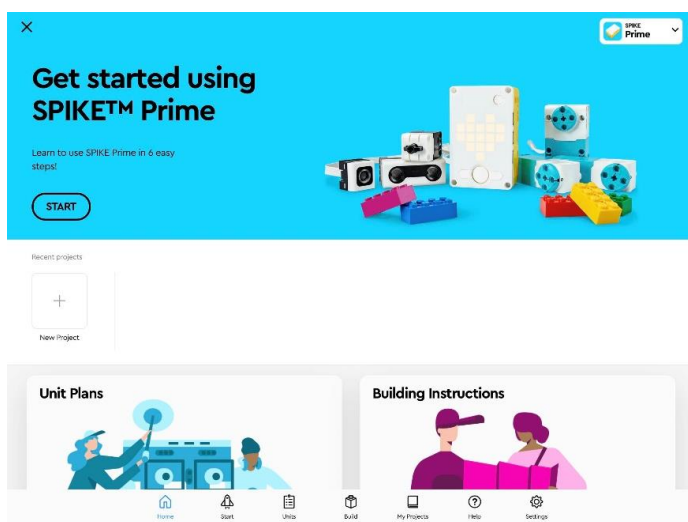 SPIKE
Prime
Get started using
SPIKE™ Prime
Learn to use SPIKE Prime in 6 easy
steps!
START
Recent projects
New Project
Unit Plans
Building Instructions
Home
Start
Units
Build
My Projects
Help
Settings